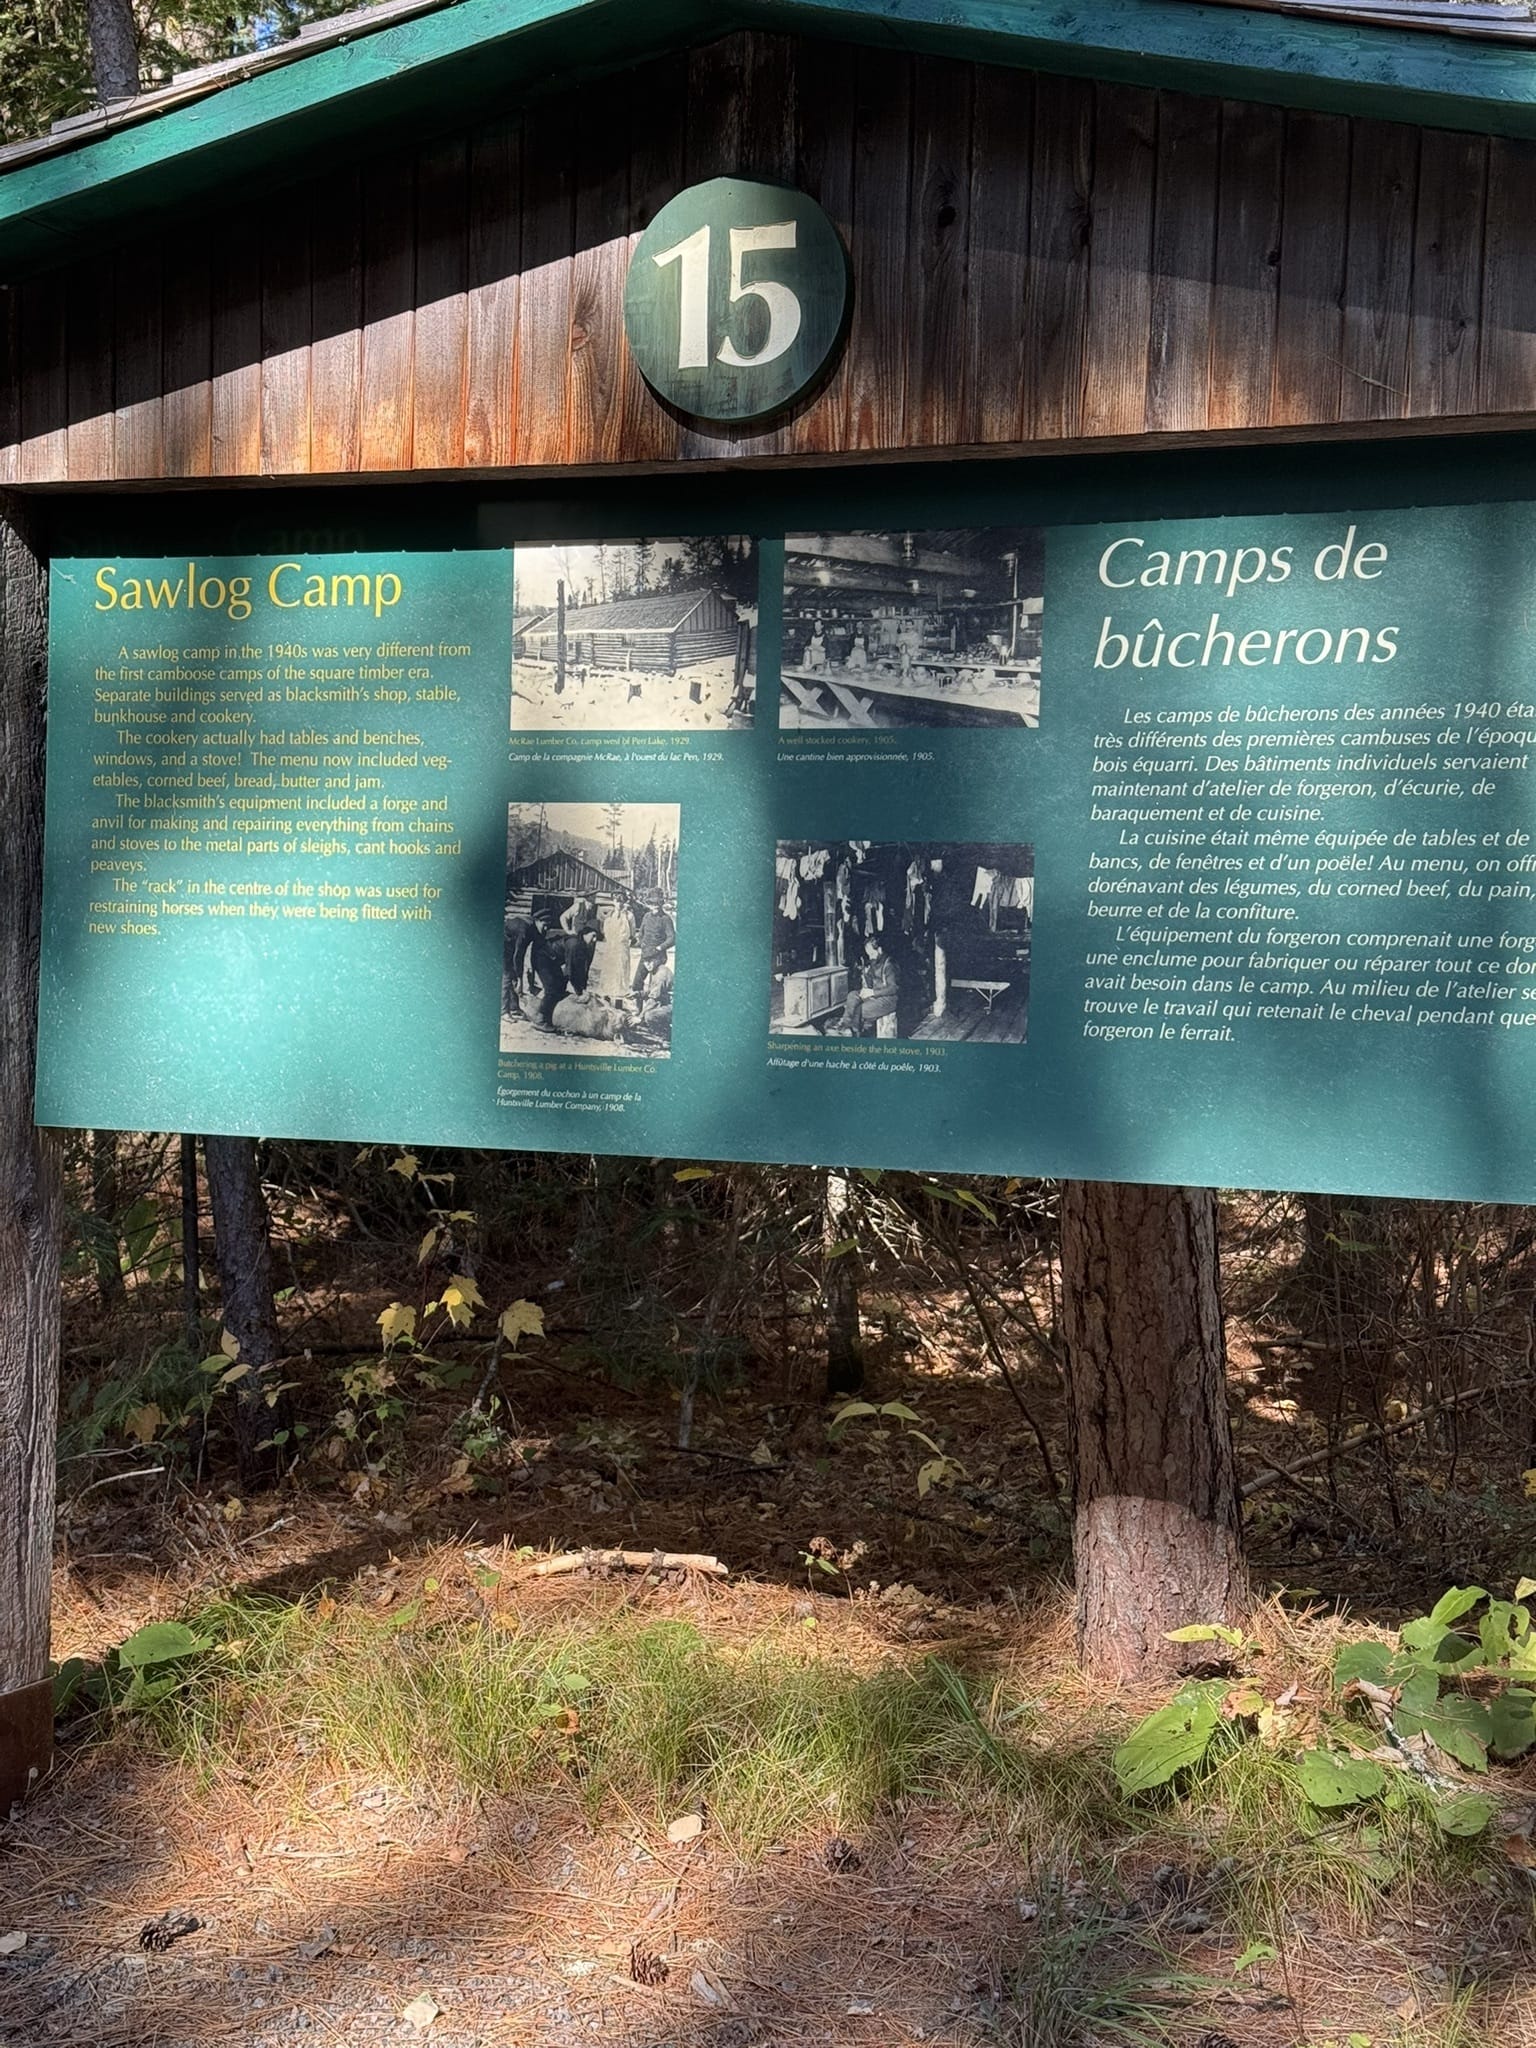 15
Sawlog Camp
A sawlog camp in the 1940s was very different from
the first camboose camps of the square timber era.
Separate buildings served as blacksmith's shop, stable,
bunkhouse and cookery.
The cookery actually had tables and benches,
windows, and a stove! The menu now included veg-
etables, corned beef, bread, butter and jam.
The blacksmith's equipment included a forge and
anvil for making and repairing everything from chains
and stoves to the metal parts of sleighs, cant hooks and
peaveys.
The "rack" in the centre of the shop was used for
restraining horses when they were being fitted with
new shoes.
McRae Lumber Co. camp west of Pen Lake, 1929.
Camp de la compagnie McRae, à l'ouest du lac Pen, 1929.
A well stocked cookery, 1905.
Une cantine bien approvisionnée, 1905.
Butchering a pig at a Huntsville Lumber Co.
Camp, 1908.
Égorgement du cochon à un camp de la
Huntsville Lumber Company, 1908.
Sharpening an axe beside the hot stove, 1903.
Affûtage d'une hache à côté du poêle, 1903.
Camps de
bûcherons
Les camps de bûcherons des années 1940 éta
très différents des premières cambuses de l'époqu
bois équarri. Des bâtiments individuels servaient
maintenant d'atelier de forgeron, d'écurie, de
baraquement et de cuisine.
La cuisine était même équipée de tables et de
bancs, de fenêtres et d'un poële! Au menu, on offr
dorénavant des légumes, du corned beef, du pain,
beurre et de la confiture.
L'équipement du forgeron comprenait une forg
une enclume pour fabriquer ou réparer tout ce don
avait besoin dans le camp. Au milieu de l'atelier se
trouve le travail qui retenait le cheval pendant que
forgeron le ferrait.